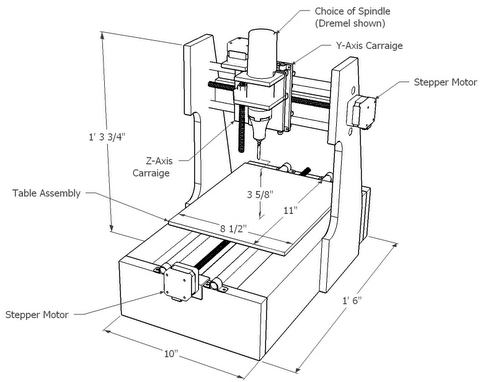 Choice of Spindle
(Dremel shown)
Y-Axis Carraige
Stepper Motor
1' 3 3/4"
Z-Axis
Carraige
Table Assembly
3 5/8"
11"
8 1/2"
Stepper Motor
1' 6"
10"